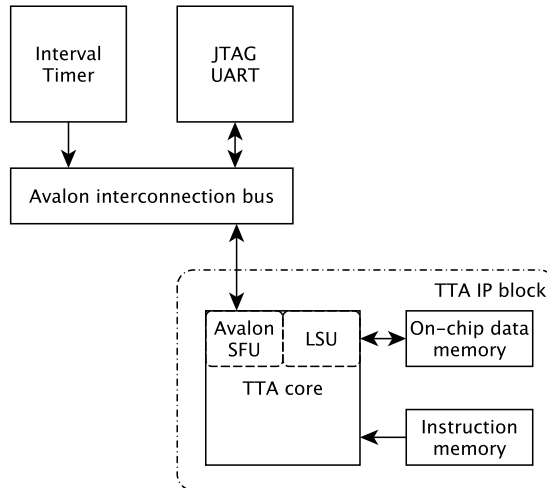 Interval
Timer
JTAG
UART
Avalon interconnection bus
TTA IP block
Avalon
SFU
LSU
On-chip data
memory
TTA core
Instruction
memory